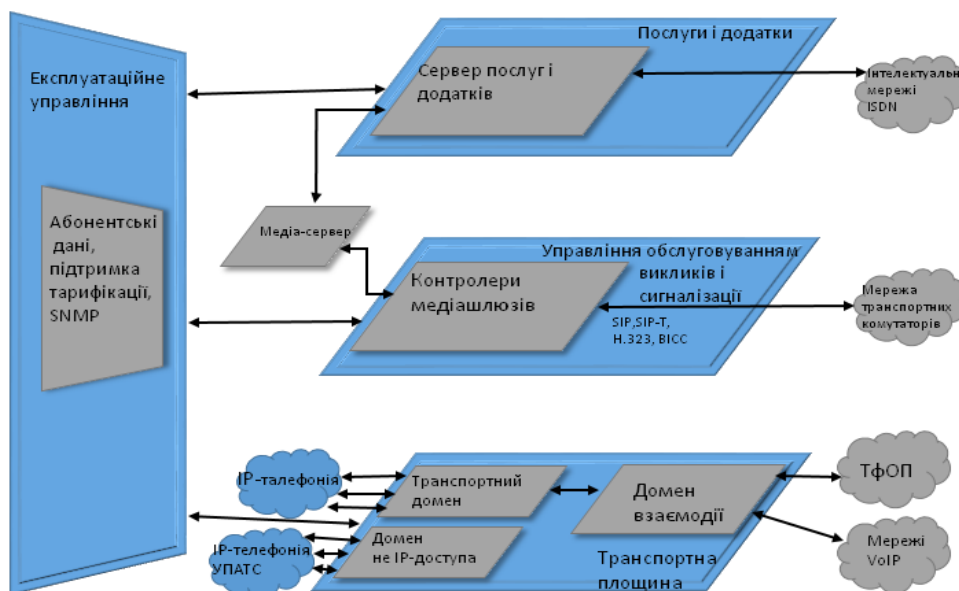 Експлуатаційне
управління
Абонентські
дані,
підтримка
тарифікації,
SNMP
Послуги і додатки
Сервер послуг і
додатків
Інтелектуальн
мережі
ISDN
Медіа-сервер
Управління обслуговуванням
викликів і
сигналізації
Контролери
медіашлюзів
SIP,SIP-T,
H.323, BICC
Мережа
транспортних
комутаторів
IP-талефонія
Транспортний
домен
Домен
взаємодії
ТфОП
IP-телефонія
УПАТС
Домен
не IP-доступа
Транспортна
площина
Мережі
VoIP